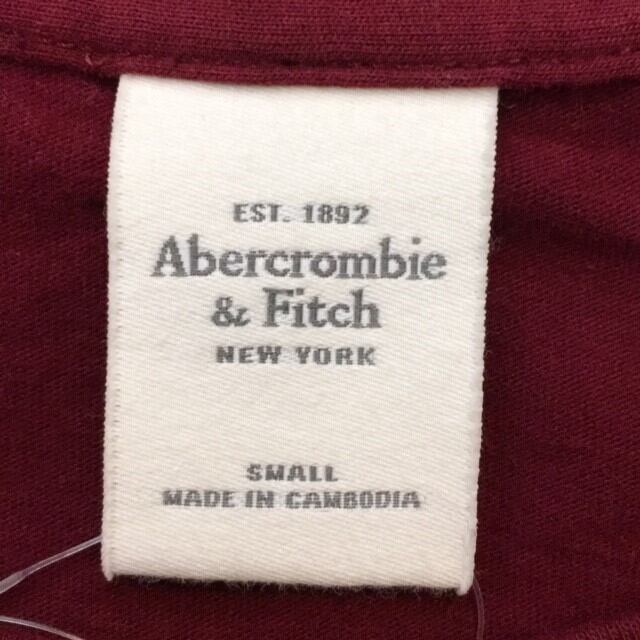 EST. 1892
Abercrombie
& Fitch
NEW YORK
SMALL
MADE IN CAMBODIA